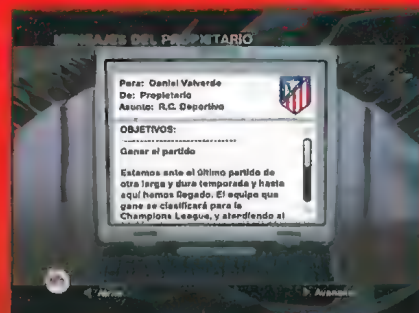 MENSAJES DEL PROPIETARIO
Para: Daniel Valverde
De: Propietario
Asunto: R.C. Deportivo
OBJETIVOS:
------------------------------
Ganar el partido
Estamos ante el último partido de
otra larga y dura temporada y hasta
aquí hemos llegado. El equipo que
gane se clasificará para la
Champions League, y atendiendo al
Avanzar